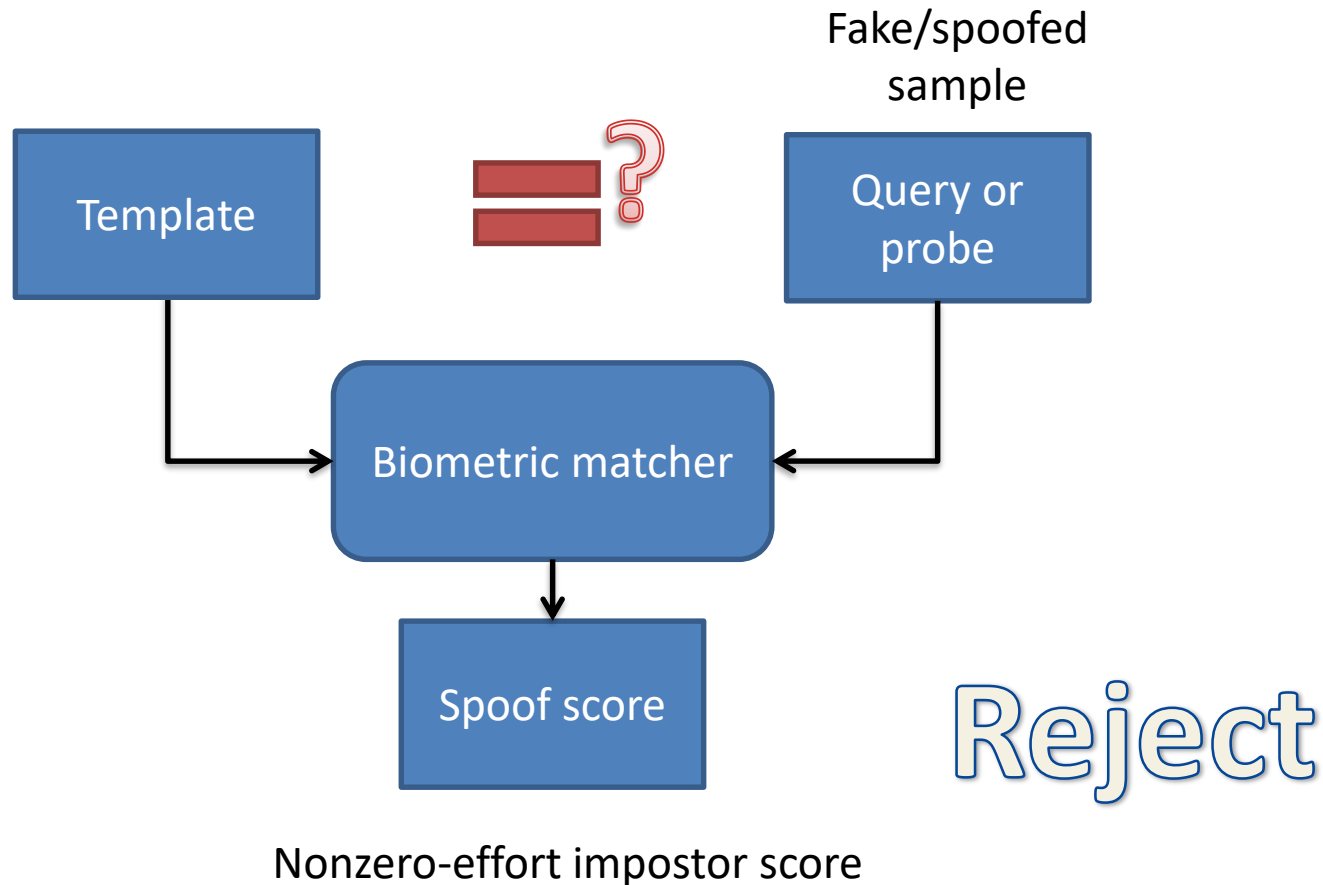 Fake/spoofed
sample
Template
?
Query or
probe
Biometric matcher
Spoof score
Reject
Nonzero-effort impostor score